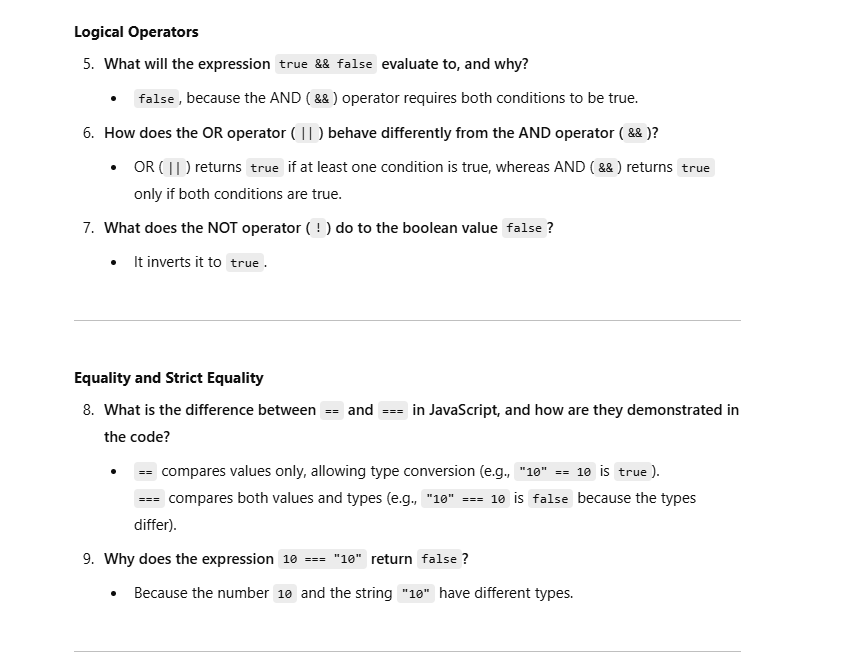 Logical Operators
5. What will the expression true && false evaluate to, and why?
• false, because the AND (&&) operator requires both conditions to be true.
6. How does the OR operator (||) behave differently from the AND operator (&&)?
• OR (||) returns true if at least one condition is true, whereas AND (&&) returns true
only if both conditions are true.
7. What does the NOT operator (!) do to the boolean value false?
• It inverts it to true.
Equality and Strict Equality
8. What is the difference between == and === in JavaScript, and how are they demonstrated in
the code?
• == compares values only, allowing type conversion (e.g., "10" == 10 is true).
=== compares both values and types (e.g., "10" === 10 is false because the types
differ).
9. Why does the expression 10 === "10" return false?
• Because the number 10 and the string "10" have different types.